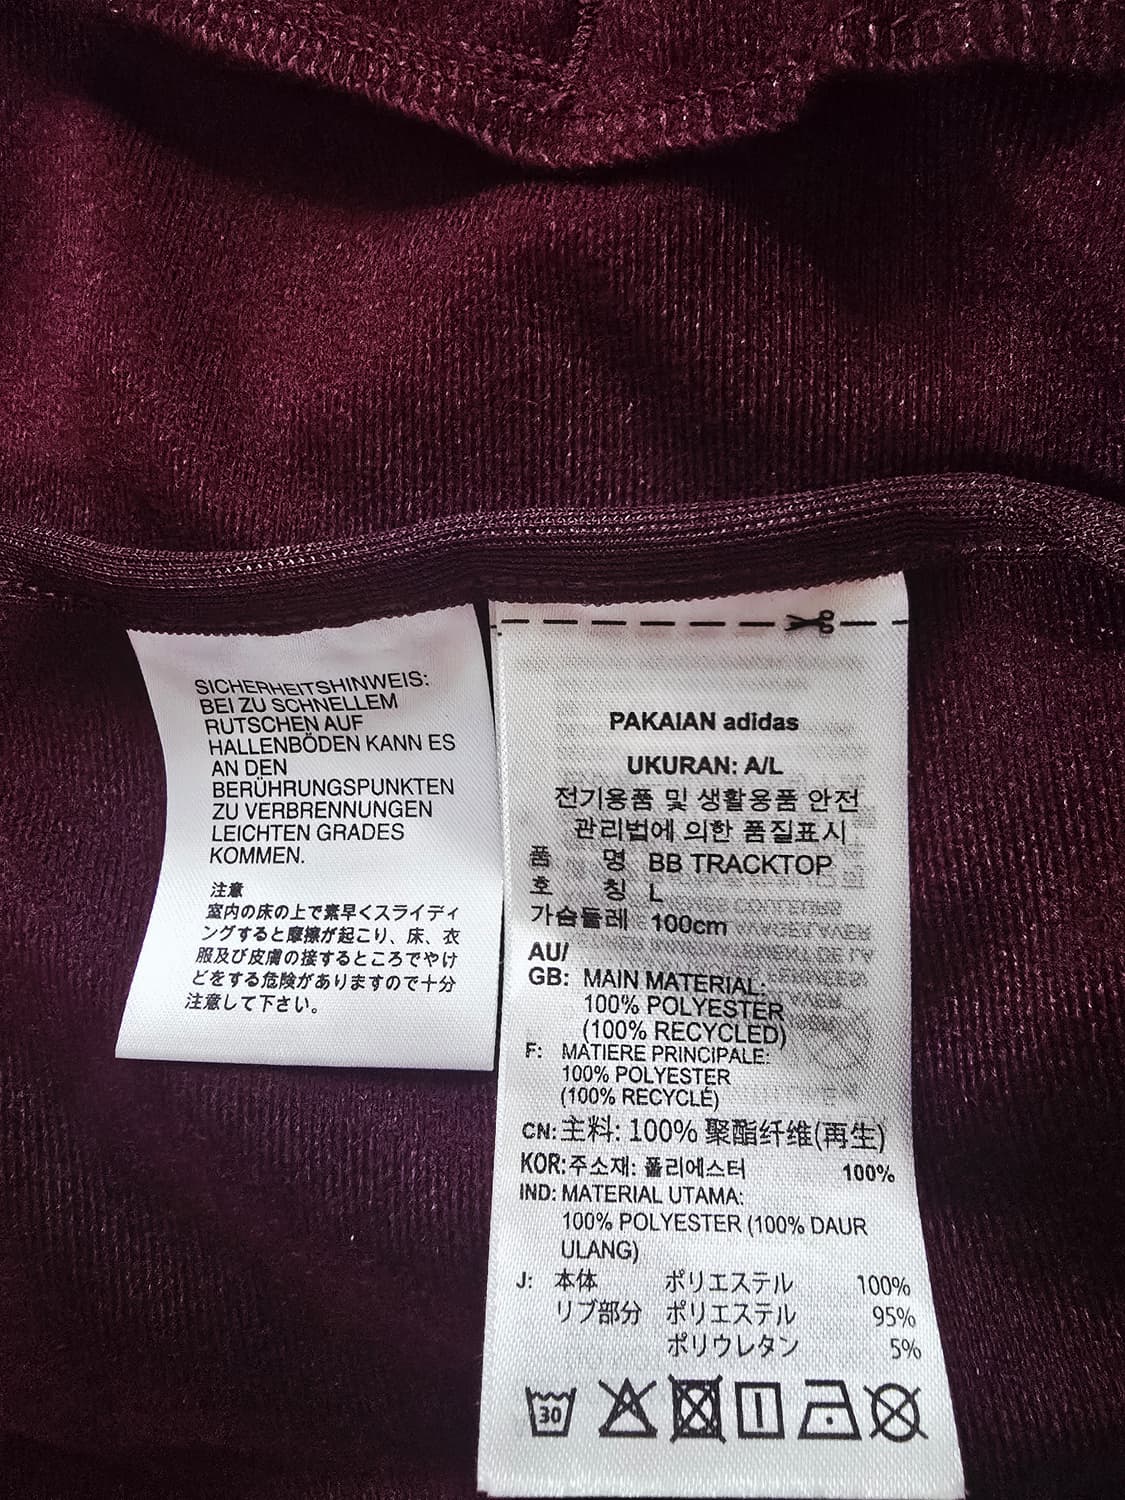 SICHERHEITSHINWEIS:
BEI ZU SCHNELLEM
RUTSCHEN AUF
HALLENBÖDEN KANN ES
AN DEN
BERÜHRUNGSPUNKTEN
ZU VERBRENNUNGEN
LEICHTEN GRADES
KOMMEN.
注意
室内の床の上で素早くスライディ
ングすると摩擦が起こり、床、衣
服及び皮膚の接するところでやけ
どをする危険がありますので十分
注意して下さい。
PAKAIAN adidas
UKURAN: A/L
전기용품 및 생활용품 안전
관리법에 의한 품질표시
품 명 BB TRACKTOP
호 칭 L
가슴둘레 100cm
AU/
GB: MAIN MATERIAL:
100% POLYESTER
(100% RECYCLED)
F: MATIERE PRINCIPALE:
100% POLYESTER
(100% RECYCLÉ)
CN: 主料: 100% 聚酯纤维(再生)
KOR: 주소재: 폴리에스터 100%
IND: MATERIAL UTAMA:
100% POLYESTER (100% DAUR
ULANG)
J: 本体 ポリエステル 100%
リブ部分 ポリエステル 95%
ポリウレタン 5%
30